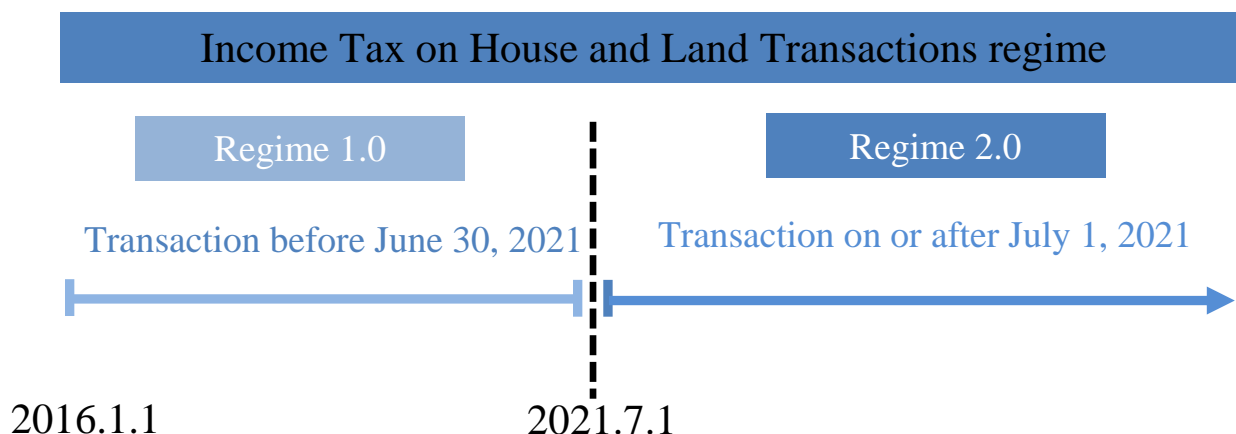 Income Tax on House and Land Transactions regime
Regime 1.0
Regime 2.0
Transaction before June 30, 2021
Transaction on or after July 1, 2021
2016.1.1
2021.7.1